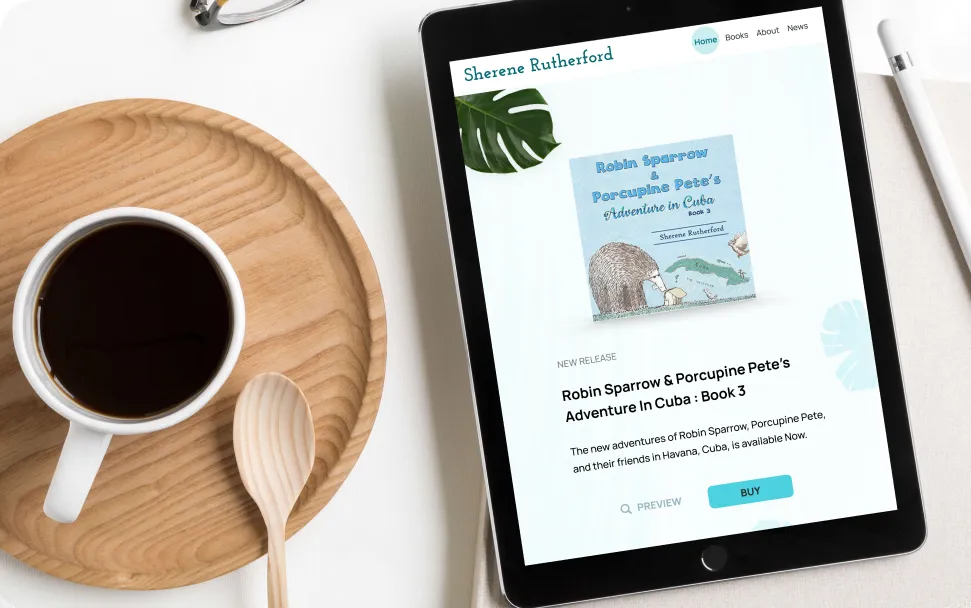 Sherene Rutherford
Home Books About News
Robin Sparrow
&
Porcupine Pete's
Adventure in Cuba
Book 3
Sherene Rutherford
NEW RELEASE
Robin Sparrow & Porcupine Pete's
Adventure In Cuba : Book 3
The new adventures of Robin Sparrow, Porcupine Pete,
and their friends in Havana, Cuba, is available Now.
PREVIEW BUY